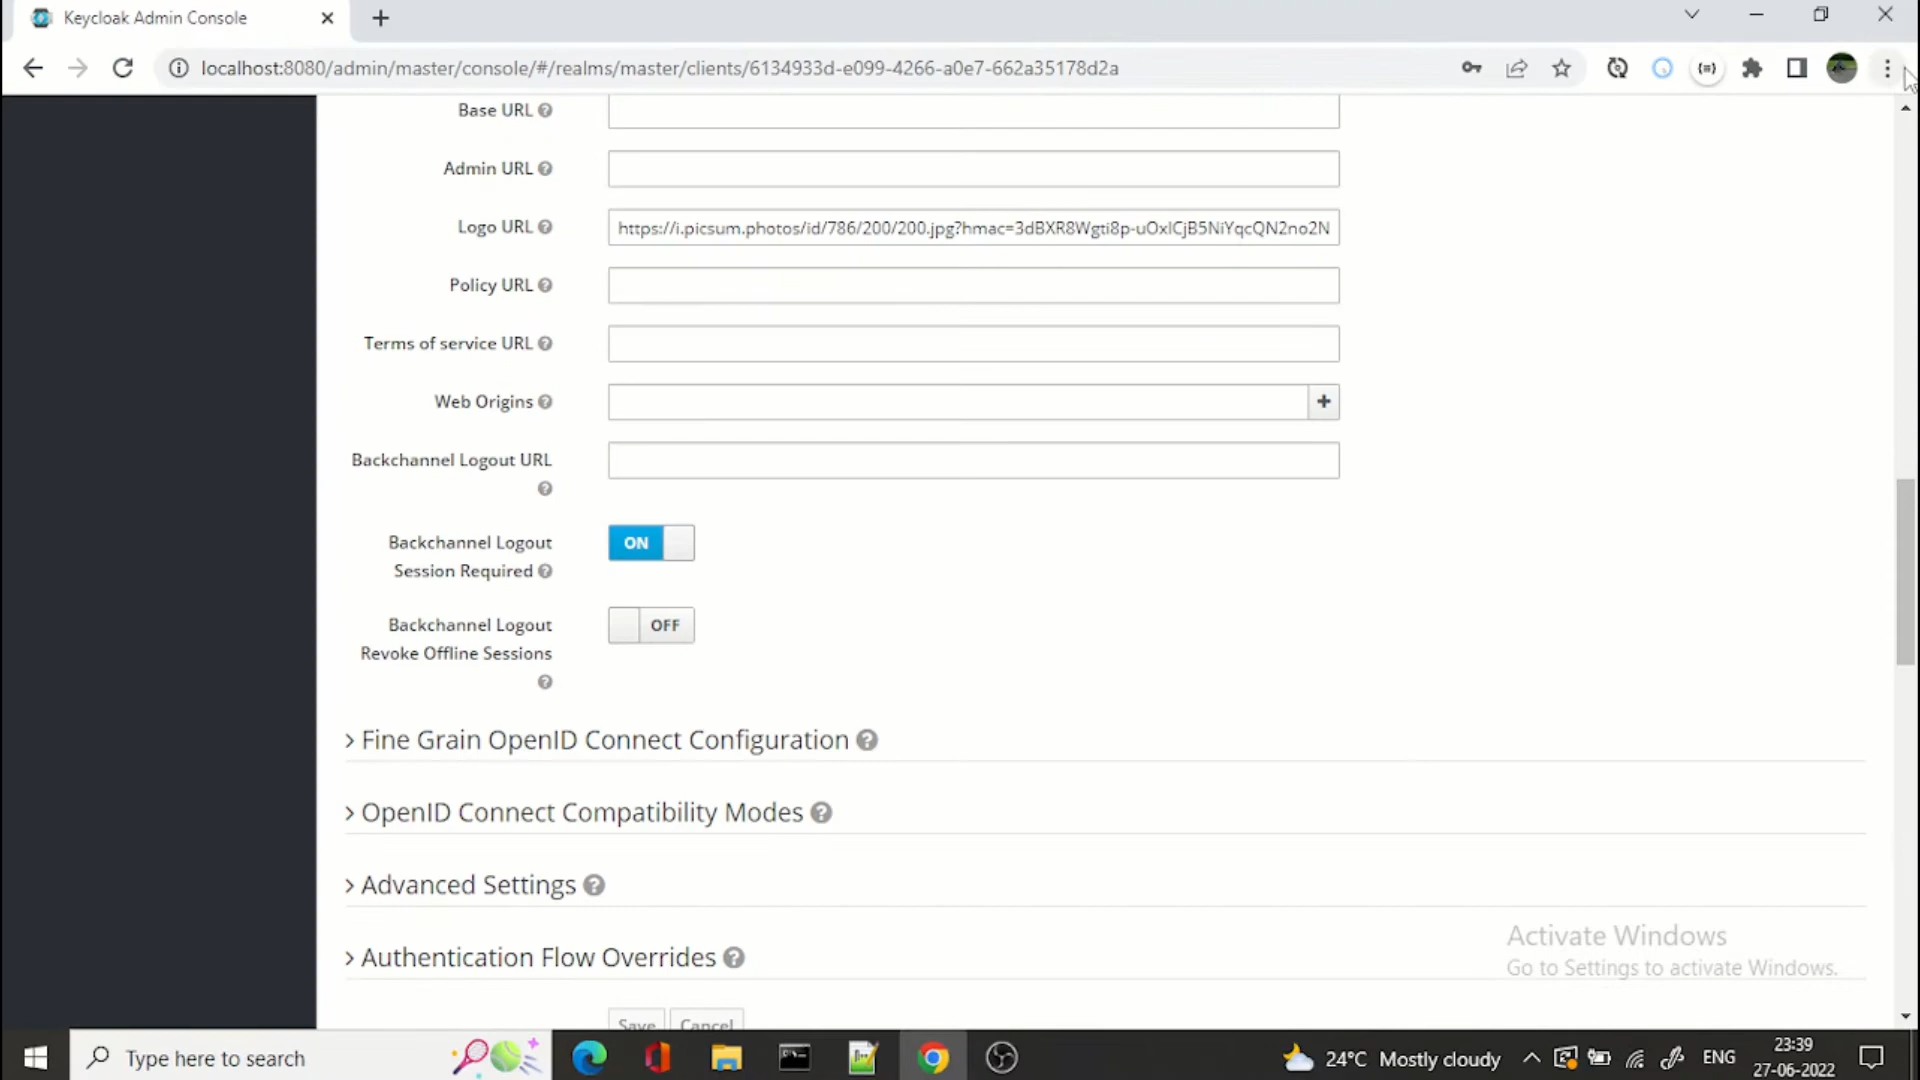 Keycloak Admin Console
localhost:8080/admin/master/console/#/realms/master/clients/6134933d-e099-4266-a0e7-662a35178d2a
Base URL
Admin URL
Logo URL
https://i.picsum.photos/id/786/200/200.jpg?hmac=3dBXR8Wgti8p-uOxlCjB5NiYqcQN2no2N
Policy URL
Terms of service URL
Web Origins
Backchannel Logout URL
Backchannel Logout
Session Required
ON
Backchannel Logout
Revoke Offline Sessions
OFF
Fine Grain OpenID Connect Configuration
OpenID Connect Compatibility Modes
Advanced Settings
Authentication Flow Overrides
Save Cancel
Activate Windows
Go to Settings to activate Windows.
Type here to search
24°C Mostly cloudy
ENG
23:39
27-06-2022